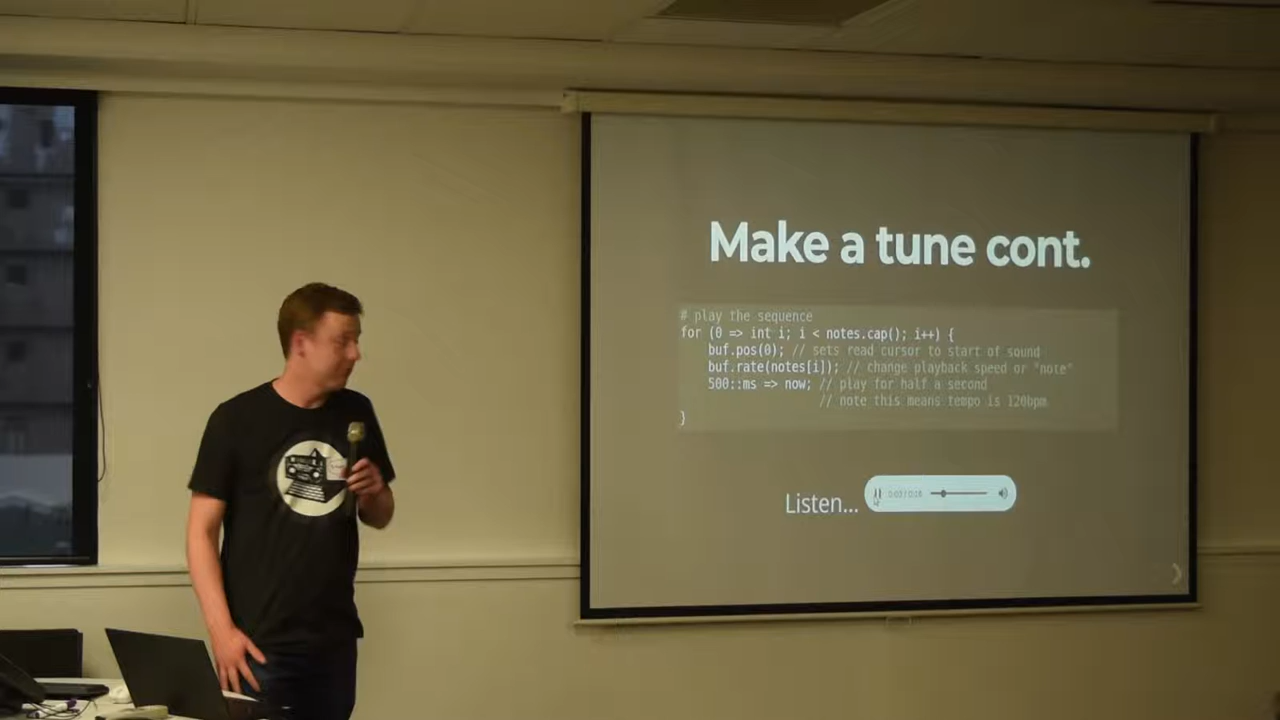 Make a tune cont.
# play the sequence
for (0 => int i; i < notes.cap(); i++) {
buf.pos(0); // sets read cursor to start of sound
buf.rate(notes[i]); // change playback speed or "note"
500::ms => now; // play for half a second
// note this means tempo is 120bpm
}
Listen...